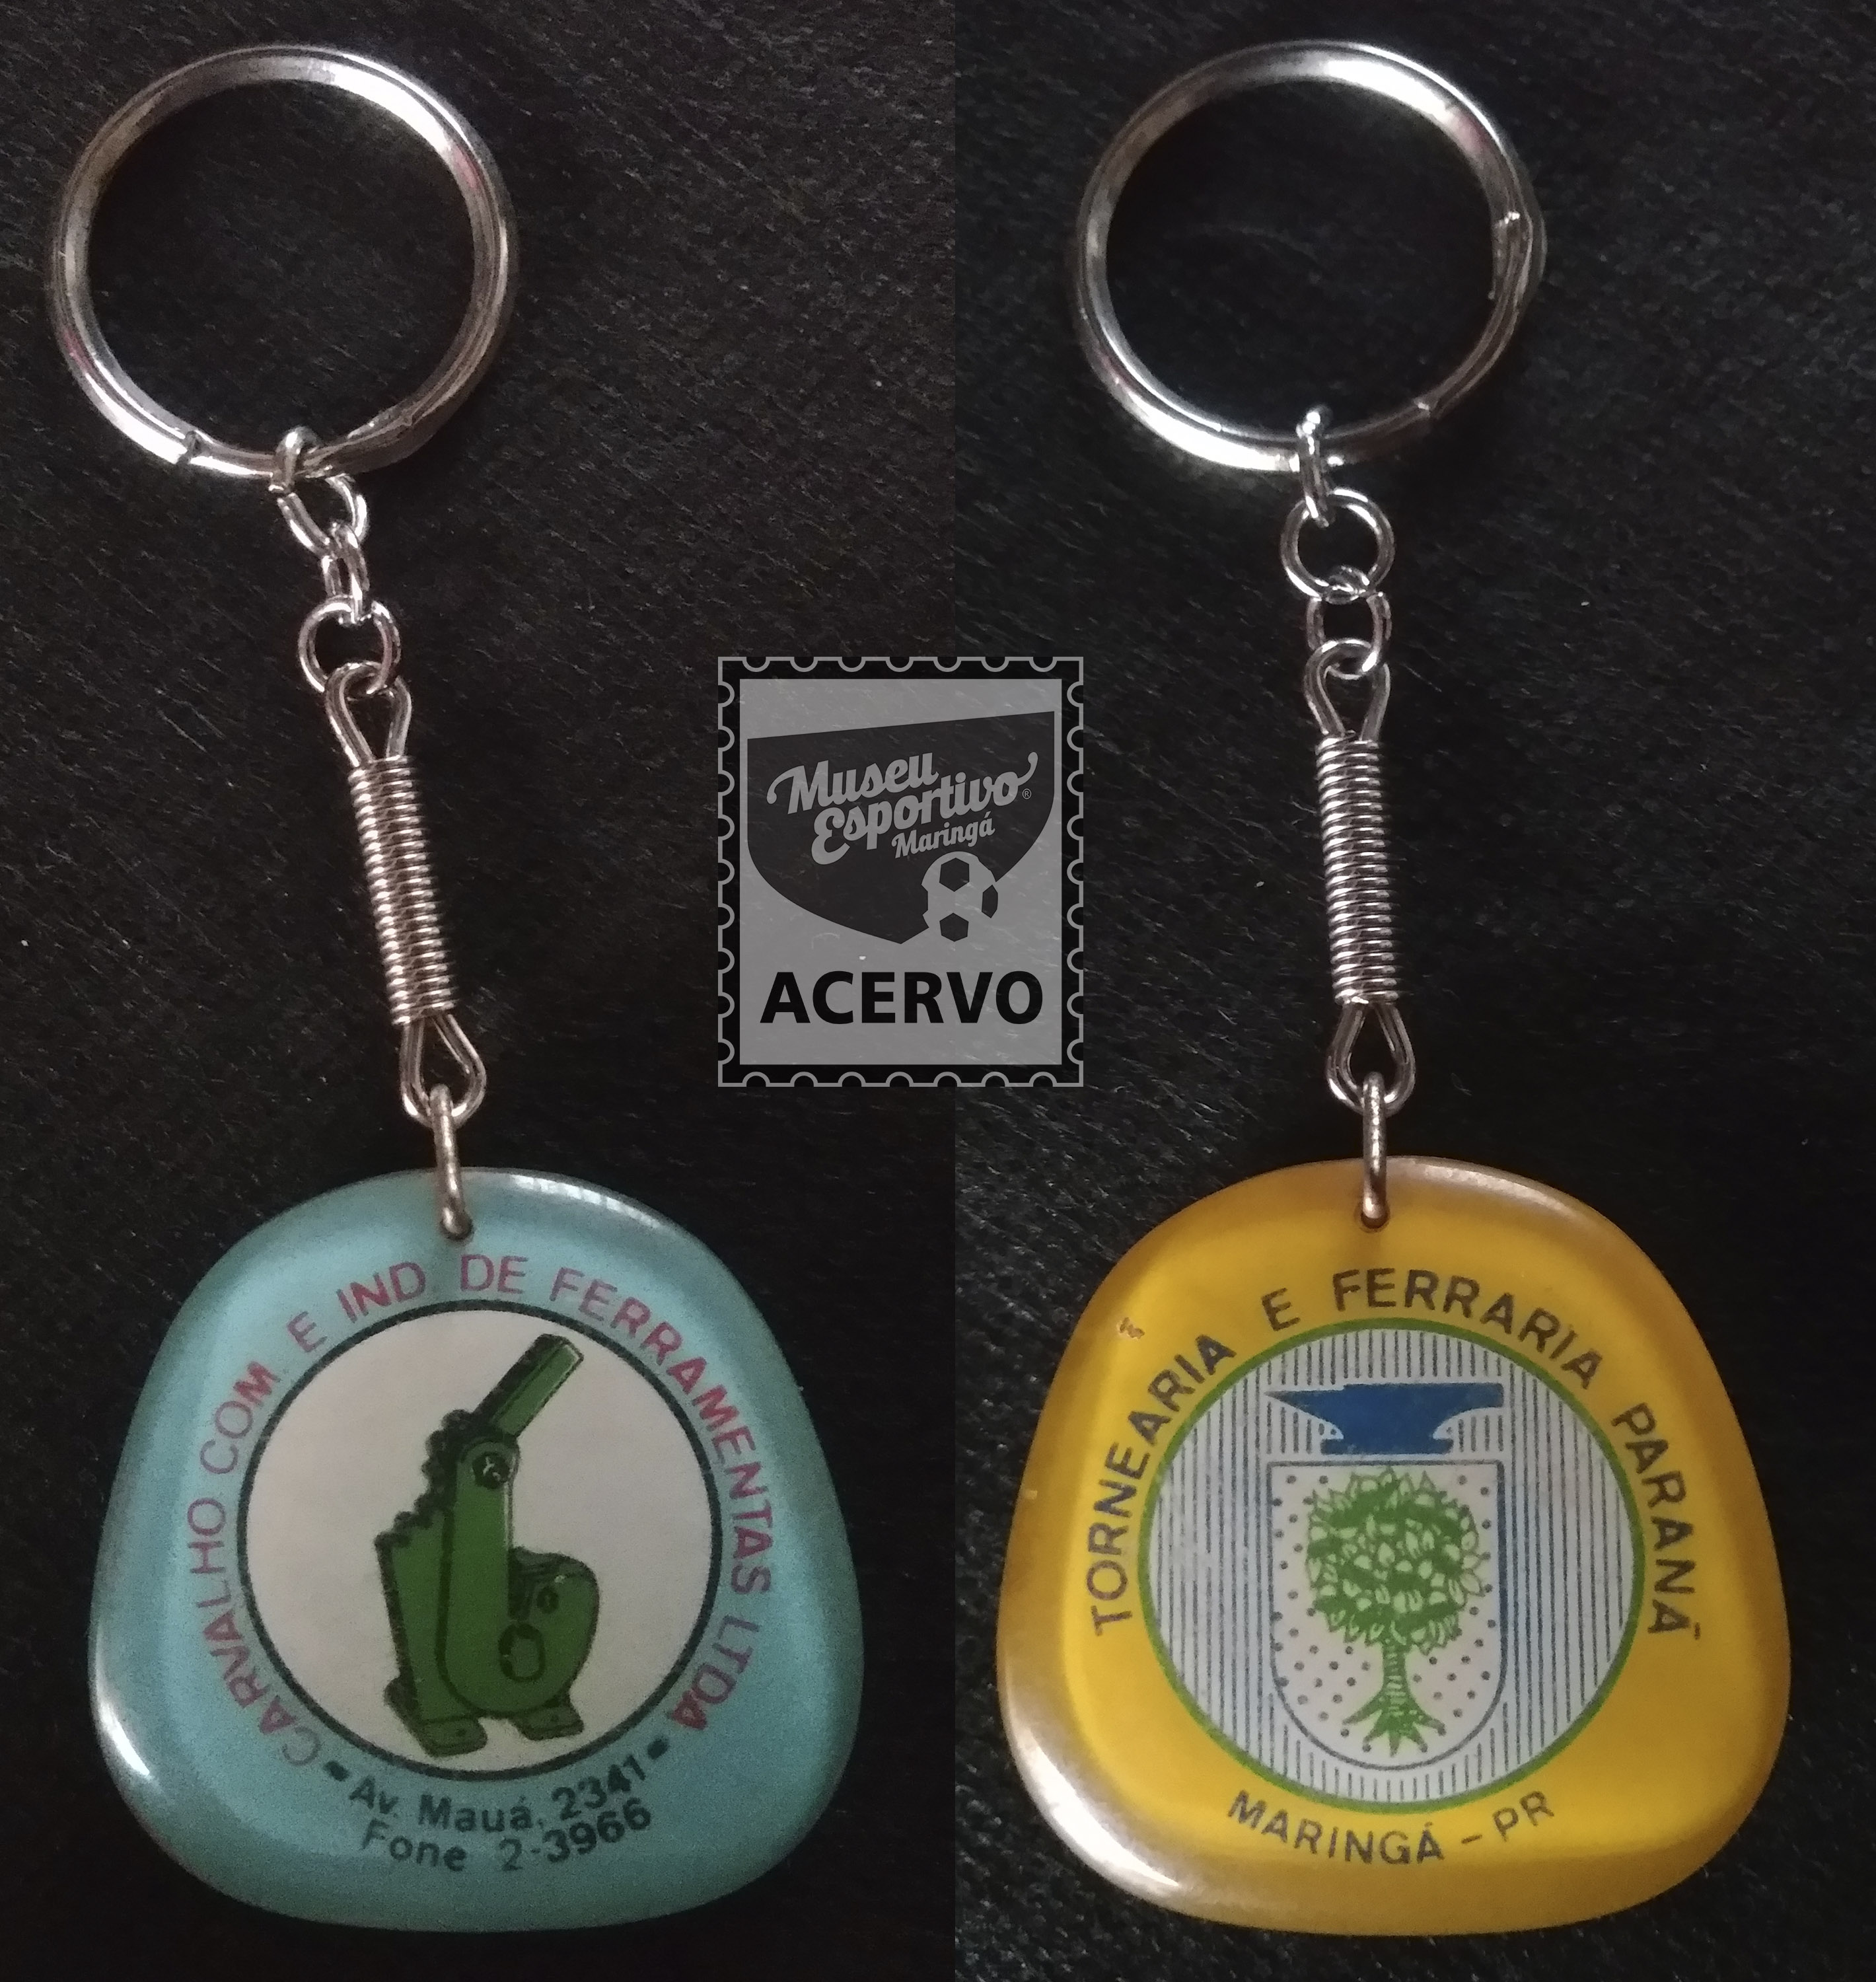 CARVALHO COM. E IND. DE FERRAMENTAS LTDA
Av. Mauá, 2341
Fone 2-3966
Museu
Esportivo®
Maringá
ACERVO
TORNEARIA E FERRARIA PARANÁ
MARINGÁ - PR